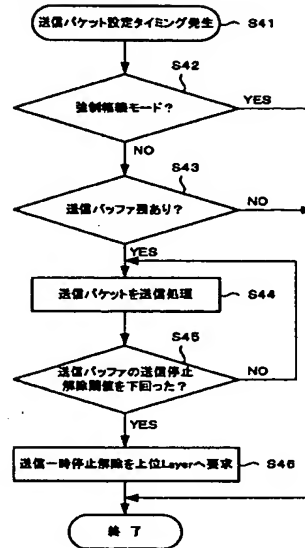 送信パケット設定タイミング発生
S41
S42
強制待機モード?
YES
NO
S43
送信バッファ残あり?
NO
YES
送信パケットを送信処理
S44
S45
送信バッファの送信停止
解除閾値を下回った?
NO
YES
送信一時停止解除を上位Layerへ要求
S46
終了